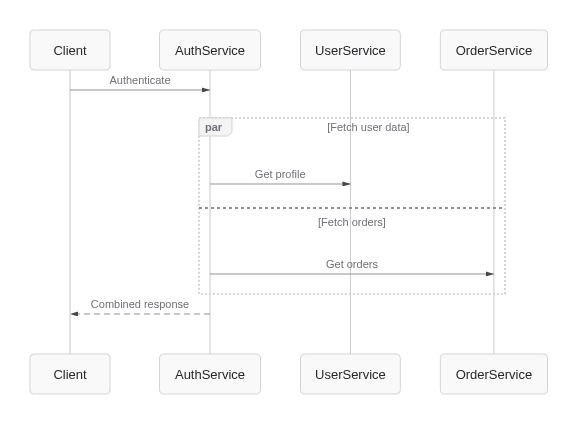 Client AuthService UserService OrderService
Authenticate
par [Fetch user data]
Get profile
[Fetch orders]
Get orders
Combined response
Client AuthService UserService OrderService